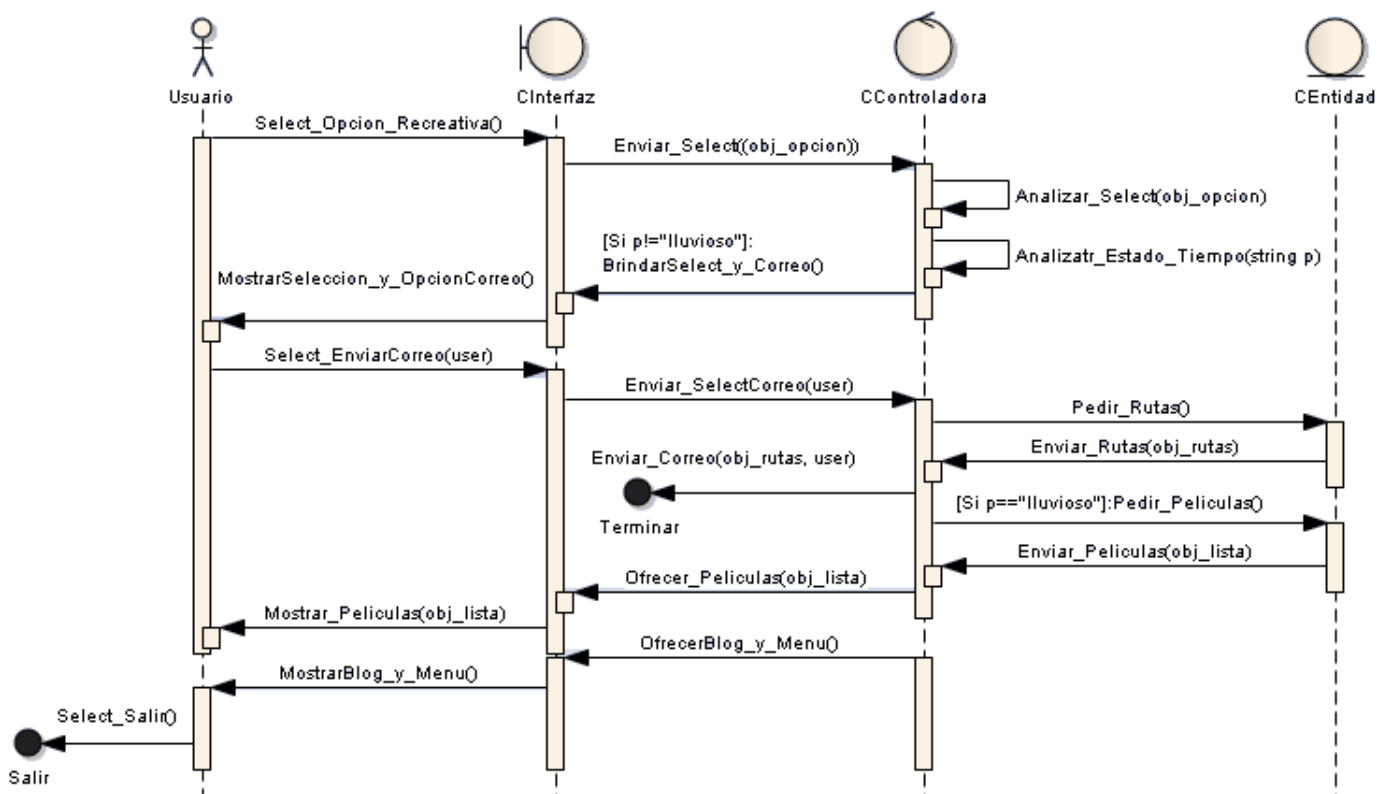 Usuario
CInterfaz
CControladora
CEntidad
Select_Opcion_Recreativa()
Enviar_Select((obj_opcion))
Analizar_Select(obj_opcion)
[Si p!="lluvioso"]:
BrindarSelect_y_Correo()
Analizatr_Estado_Tiempo(string p)
MostrarSeleccion_y_OpcionCorreo()
Select_EnviarCorreo(user)
Enviar_SelectCorreo(user)
Pedir_Rutas()
Enviar_Rutas(obj_rutas)
Enviar_Correo(obj_rutas, user)
Terminar
[Si p=="lluvioso"]:Pedir_Peliculas()
Enviar_Peliculas(obj_lista)
Ofrecer_Peliculas(obj_lista)
Mostrar_Peliculas(obj_lista)
OfrecerBlog_y_Menu()
MostrarBlog_y_Menu()
Select_Salir()
Salir